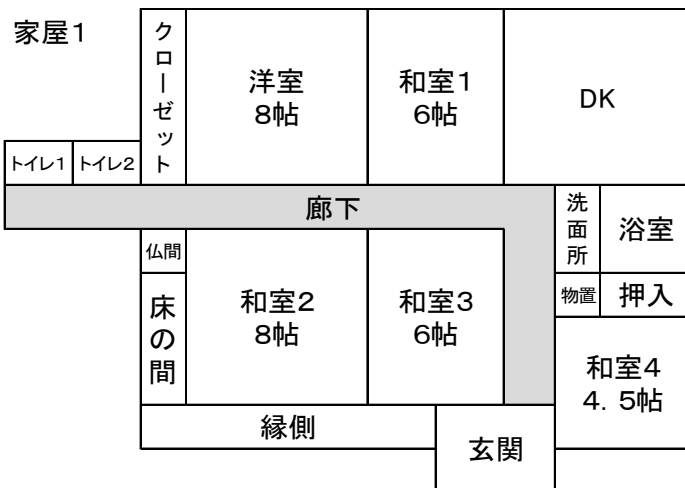 家屋1
クローゼット
洋室
8帖
和室1
6帖
DK
トイレ1
トイレ2
廊下
洗面所
浴室
仏間
和室2
8帖
和室3
6帖
物置
押入
床の間
和室4
4.5帖
縁側
玄関